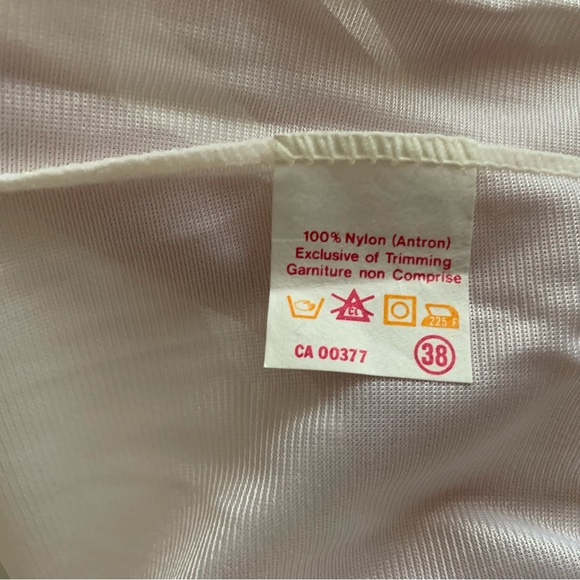 100% Nylon (Antron)
Exclusive of Trimming
Garniture non Comprise
CL 225 F
CA 00377 38